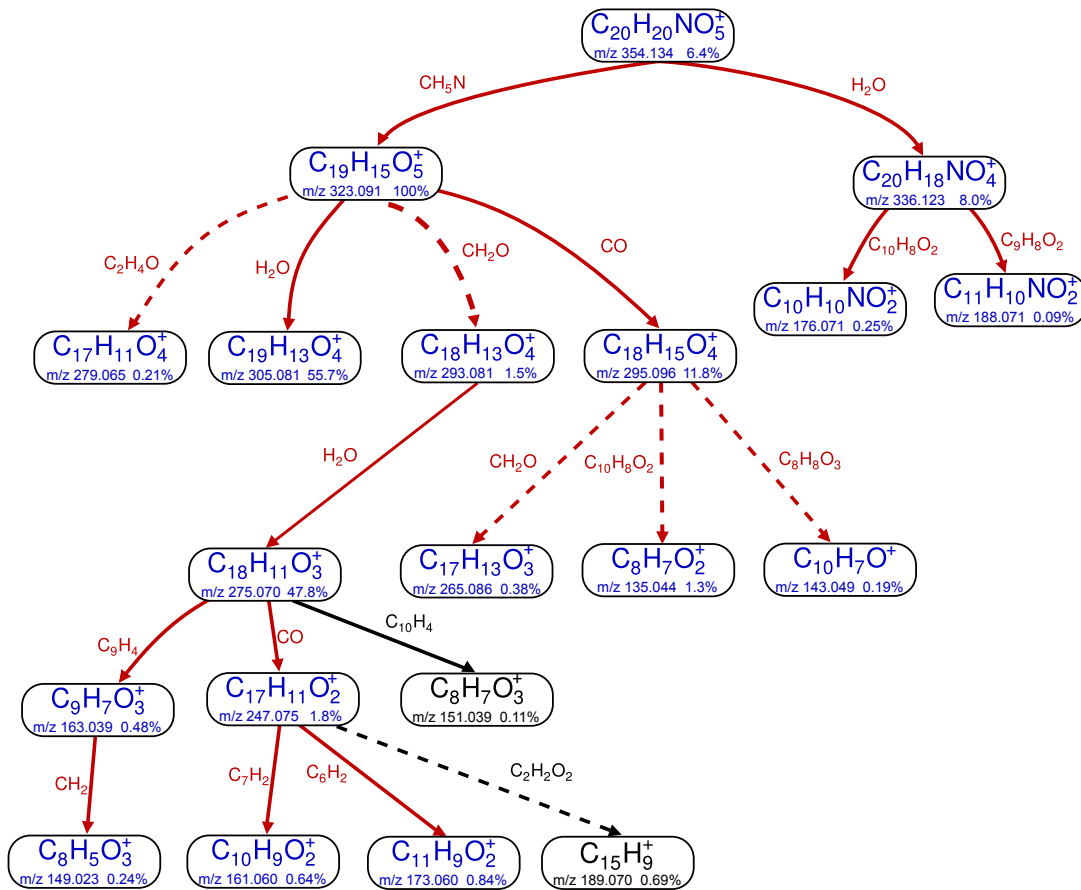 C₂₀H₂₀NO₅⁺
m/z 354.134 6.4%
CH₅N
H₂O
C₁₉H₁₅O₅⁺
m/z 323.091 100%
C₂₀H₁₈NO₄⁺
m/z 336.123 8.0%
C₂H₄O
H₂O
CH₂O
CO
C₁₀H₈O₂
C₉H₈O₂
C₁₀H₁₀NO₂⁺
m/z 176.071 0.25%
C₁₁H₁₀NO₂⁺
m/z 188.071 0.09%
C₁₇H₁₁O₄⁺
m/z 279.065 0.21%
C₁₉H₁₃O₄⁺
m/z 305.081 55.7%
C₁₈H₁₃O₄⁺
m/z 293.081 1.5%
C₁₈H₁₅O₄⁺
m/z 295.096 11.8%
H₂O
CH₂O
C₁₀H₈O₂
C₈H₈O₃
C₁₈H₁₁O₃⁺
m/z 275.070 47.8%
C₁₇H₁₃O₃⁺
m/z 265.086 0.38%
C₈H₇O₂⁺
m/z 135.044 1.3%
C₁₀H₇O⁺
m/z 143.049 0.19%
C₉H₄
CO
C₁₀H₄
C₉H₇O₃⁺
m/z 163.039 0.48%
C₁₇H₁₁O₂⁺
m/z 247.075 1.8%
C₈H₇O₃⁺
m/z 151.039 0.11%
CH₂
C₇H₂
C₆H₂
C₂H₂O₂
C₈H₅O₃⁺
m/z 149.023 0.24%
C₁₀H₉O₂⁺
m/z 161.060 0.64%
C₁₁H₉O₂⁺
m/z 173.060 0.84%
C₁₅H₉⁺
m/z 189.070 0.69%